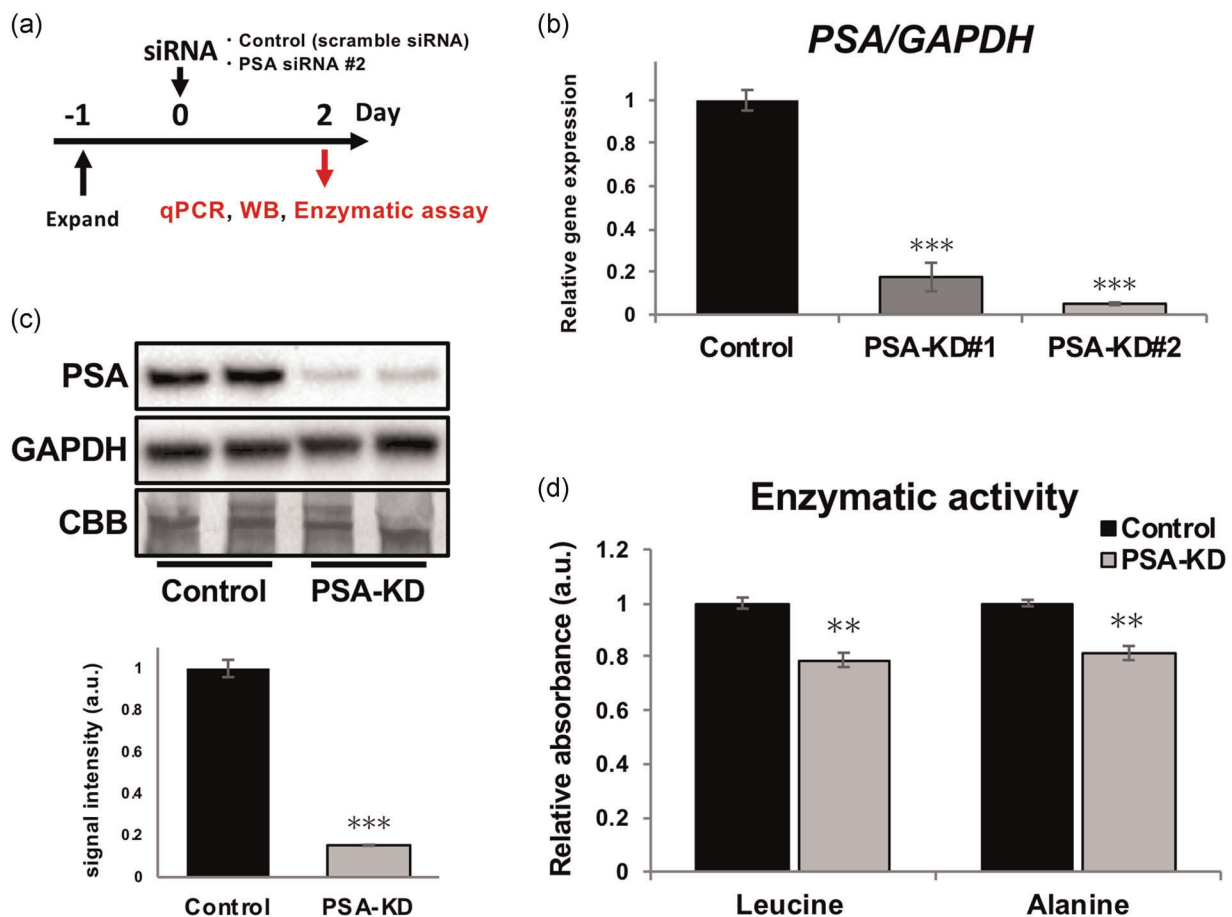 (a)
siRNA
・Control (scramble siRNA)
・PSA siRNA #2
-1 0 2 Day
Expand
qPCR, WB, Enzymatic assay
(b)
PSA/GAPDH
Relative gene expression
1
0.8
0.6
0.4
0.2
0
***
***
Control PSA-KD#1 PSA-KD#2
(c)
PSA
GAPDH
CBB
Control PSA-KD
signal intensity (a.u.)
1
0.8
0.6
0.4
0.2
0
***
Control PSA-KD
(d)
Enzymatic activity
Control
PSA-KD
Relative absorbance (a.u.)
1.2
1
0.8
0.6
0.4
0.2
0
**
**
Leucine Alanine